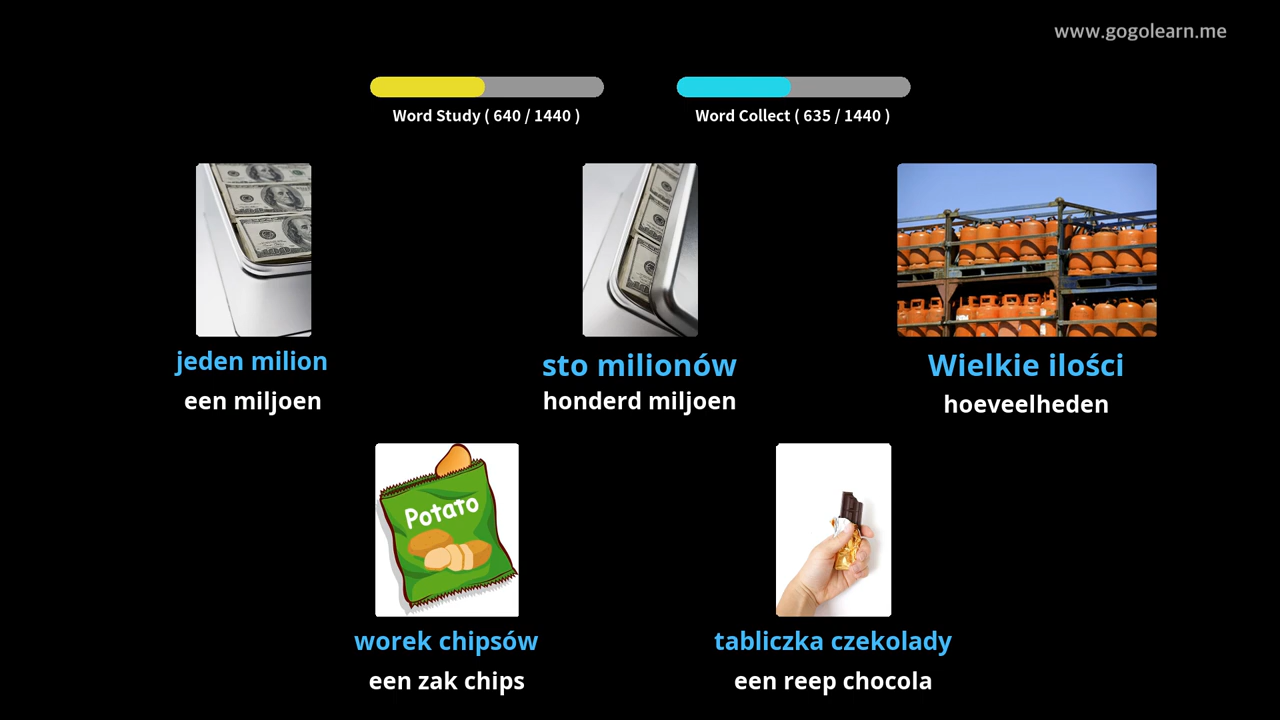 www.gogolearn.me
Word Study ( 640 / 1440 )
Word Collect ( 635 / 1440 )
jeden milion
een miljoen
sto milionów
honderd miljoen
Wielkie ilości
hoeveelheden
Potato
worek chipsów
een zak chips
tabliczka czekolady
een reep chocola